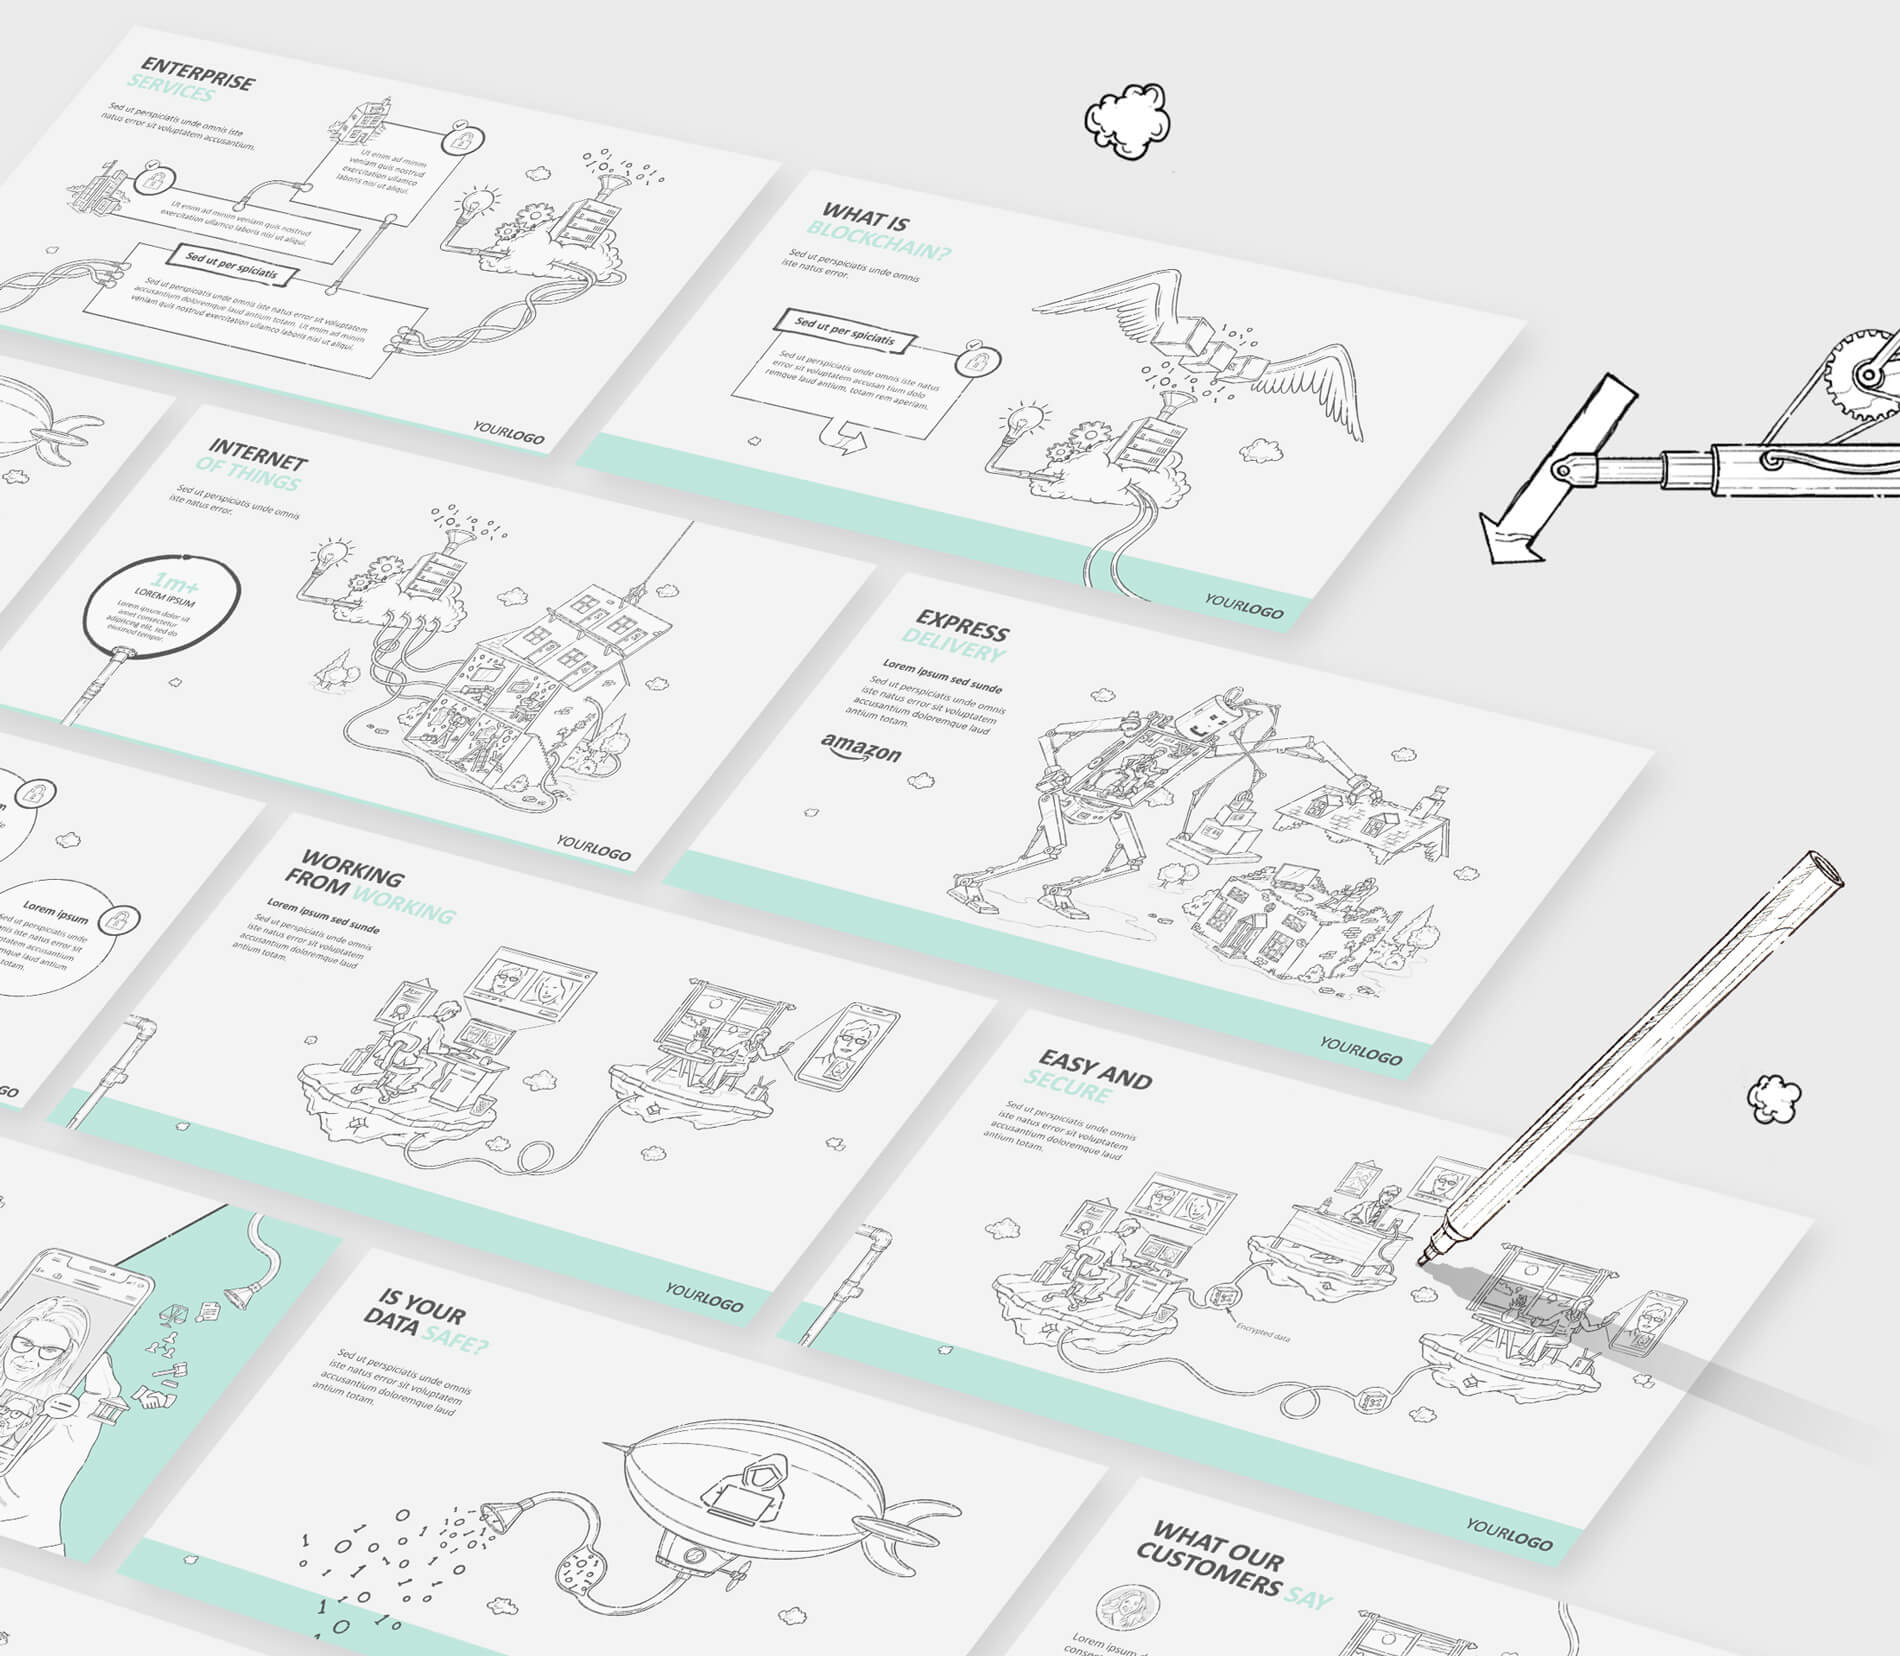 ENTERPRISE
SERVICES
Sed ut perspiciatis unde omnis iste
natus error sit voluptatem accusantium.
Ut enim ad minim
veniam quis nostrud
exercitation ullamco
laboris nisi ut aliqui.
Ut enim ad minim veniam quis nostrud
exercitation ullamco laboris nisi ut aliqui.
Sed ut per spiciatis
Sed ut perspiciatis unde omnis iste natus error sit voluptatem
accusantium doloremque laud antium totam. Ut enim ad minim
veniam quis nostrud exercitation ullamco laboris nisi ut aliqui.
YOURLOGO
WHAT IS
BLOCKCHAIN?
Sed ut perspiciatis unde omnis
iste natus error.
Sed ut per spiciatis
Sed ut perspiciatis unde omnis iste natus
error sit voluptatem accusan tium dolo
remque laud antium, totam rem aperiam.
YOURLOGO
INTERNET
OF THINGS
Sed ut perspiciatis unde omnis
iste natus error.
1m+
LOREM IPSUM
Lorem ipsum dolor sit
amet consectetur
adipiscing elit, sed do
eiusmod tempor.
YOURLOGO
EXPRESS
DELIVERY
Lorem ipsum sed sunde
Sed ut perspiciatis unde omnis
iste natus error sit voluptatem
accusantium doloremque laud
antium totam.
amazon
YOURLOGO
Lorem ipsum
Sed ut perspiciatis unde
omnis iste natus error sit
voluptatem accusantium
laud antium
totam.
WORKING
FROM WORKING
Lorem ipsum sed sunde
Sed ut perspiciatis unde omnis
iste natus error sit voluptatem
accusantium doloremque laud
antium totam.
YOURLOGO
EASY AND
SECURE
Sed ut perspiciatis unde omnis
iste natus error sit voluptatem
accusantium doloremque laud
antium totam.
Encrypted data
YOURLOGO
IS YOUR
DATA SAFE?
Sed ut perspiciatis unde omnis
iste natus error sit voluptatem
accusantium doloremque laud
antium totam.
WHAT OUR
CUSTOMERS SAY
Lorem ipsum